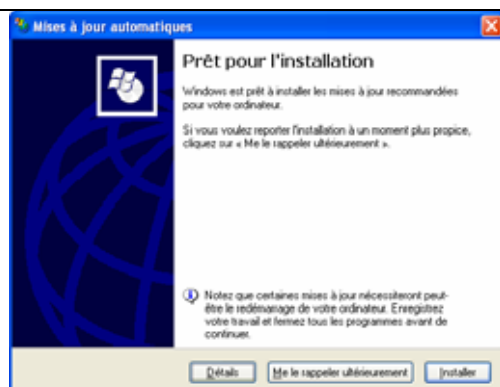 Mises à jour automatiques
Prêt pour l'installation
Windows est prêt à installer les mises à jour recommandées
pour votre ordinateur.
Si vous voulez reporter l'installation à un moment plus propice,
cliquez sur « Me le rappeler ultérieurement ».
Notez que certaines mises à jour nécessiteront peut-
être le redémarrage de votre ordinateur. Enregistrez
votre travail et fermez tous les programmes avant de
continuer.
Détails Me le rappeler ultérieurement Installer